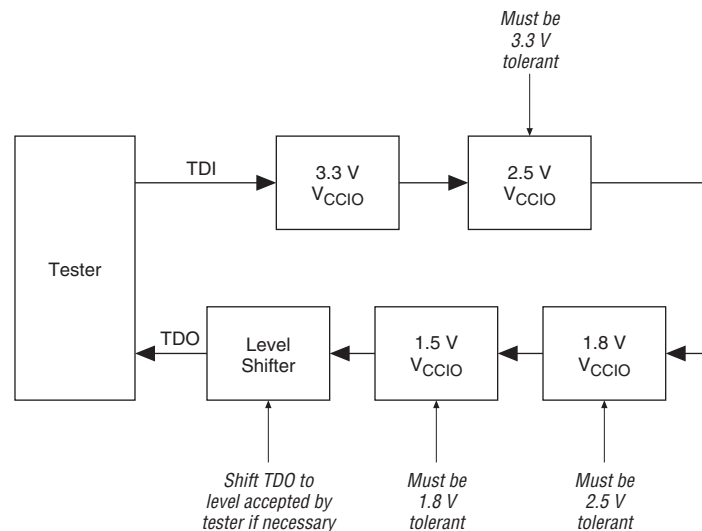 Must be
3.3 V
tolerant
TDI
3.3 V
VCCIO
2.5 V
VCCIO
Tester
TDO
Level
Shifter
1.5 V
VCCIO
1.8 V
VCCIO
Shift TDO to
level accepted by
tester if necessary
Must be
1.8 V
tolerant
Must be
2.5 V
tolerant